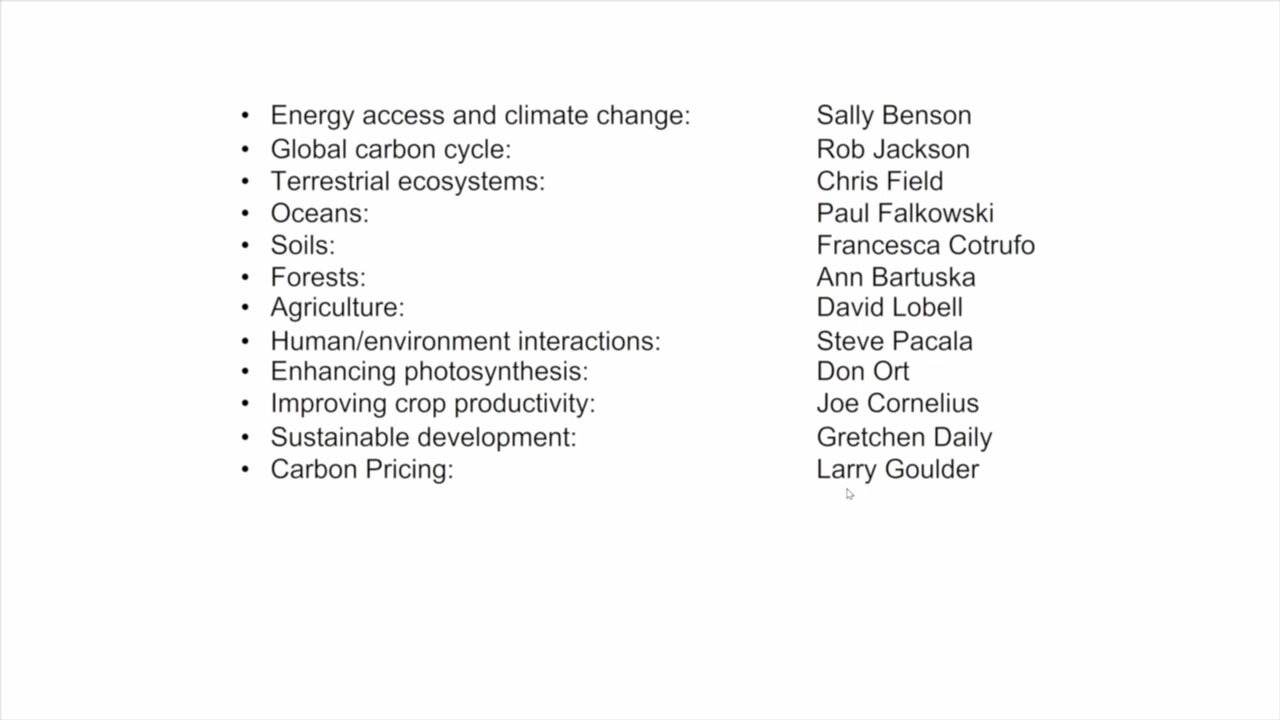 • Energy access and climate change: Sally Benson
• Global carbon cycle: Rob Jackson
• Terrestrial ecosystems: Chris Field
• Oceans: Paul Falkowski
• Soils: Francesca Cotrufo
• Forests: Ann Bartuska
• Agriculture: David Lobell
• Human/environment interactions: Steve Pacala
• Enhancing photosynthesis: Don Ort
• Improving crop productivity: Joe Cornelius
• Sustainable development: Gretchen Daily
• Carbon Pricing: Larry Goulder